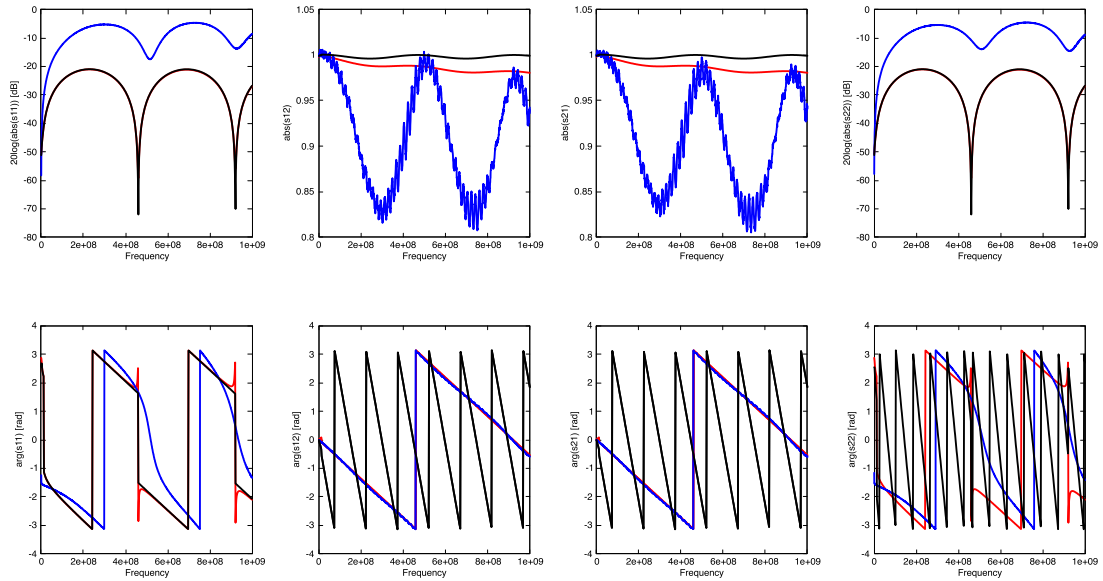 0
-10
-20
-30
-40
-50
-60
-70
-80
20log(abs(s11)) [dB]
0 2e+08 4e+08 6e+08 8e+08 1e+09
Frequency
1.05
1
0.95
0.9
0.85
0.8
abs(s12)
0 2e+08 4e+08 6e+08 8e+08 1e+09
Frequency
1.05
1
0.95
0.9
0.85
0.8
abs(s21)
0 2e+08 4e+08 6e+08 8e+08 1e+09
Frequency
0
-10
-20
-30
-40
-50
-60
-70
-80
20log(abs(s22)) [dB]
0 2e+08 4e+08 6e+08 8e+08 1e+09
Frequency
4
3
2
1
0
-1
-2
-3
-4
arg(s11) [rad]
0 2e+08 4e+08 6e+08 8e+08 1e+09
Frequency
4
3
2
1
0
-1
-2
-3
-4
arg(s12) [rad]
0 2e+08 4e+08 6e+08 8e+08 1e+09
Frequency
4
3
2
1
0
-1
-2
-3
-4
arg(s21) [rad]
0 2e+08 4e+08 6e+08 8e+08 1e+09
Frequency
4
3
2
1
0
-1
-2
-3
-4
arg(s22) [rad]
0 2e+08 4e+08 6e+08 8e+08 1e+09
Frequency